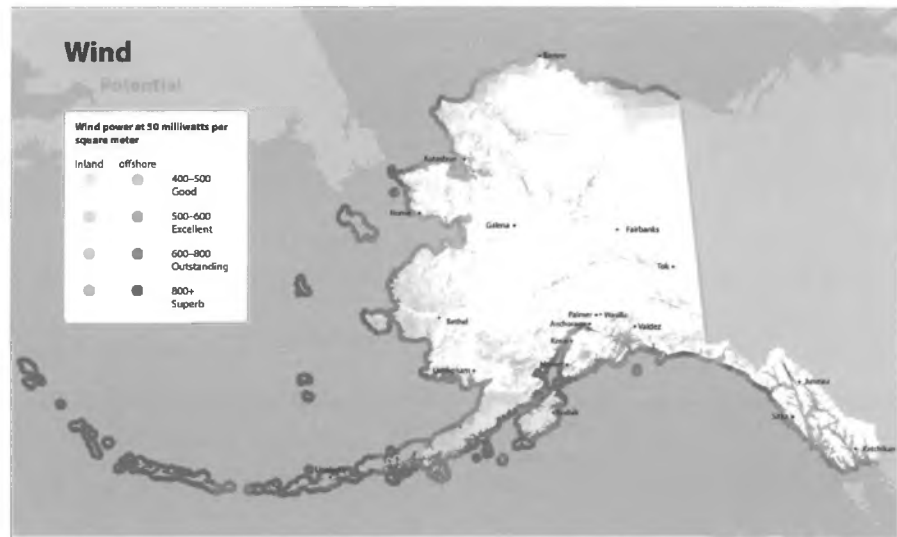 Wind
Potential
Wind power at 50 milliwatts per
square meter
Inland offshore
400–500
Good
500–600
Excellent
600–800
Outstanding
800+
Superb
Barrow
Kotzebue
Nome
Galena
Fairbanks
Tok
Bethel
Palmer Wasilla
Anchorage
Valdez
Kenai
Homer
Kodiak
Juneau
Sitka
Ketchikan